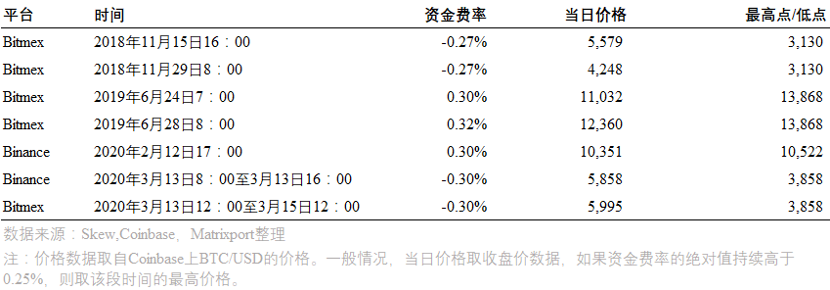 平台 时间 资金费率 当日价格 最高点/低点
Bitmex 2018年11月15日16：00 -0.27% 5,579 3,130
Bitmex 2018年11月29日8：00 -0.27% 4,248 3,130
Bitmex 2019年6月24日7：00 0.30% 11,032 13,868
Bitmex 2019年6月28日8：00 0.32% 12,360 13,868
Binance 2020年2月12日17：00 0.30% 10,351 10,522
Binance 2020年3月13日8：00至3月13日16：00 -0.30% 5,858 3,858
Bitmex 2020年3月13日12：00至3月15日12：00 -0.30% 5,995 3,858
数据来源：Skew,Coinbase，Matrixport整理
注：价格数据取自Coinbase上BTC/USD的价格。一般情况，当日价格取收盘价数据，如果资金费率的绝对值持续高于
0.25%，则取该段时间的最高价格。